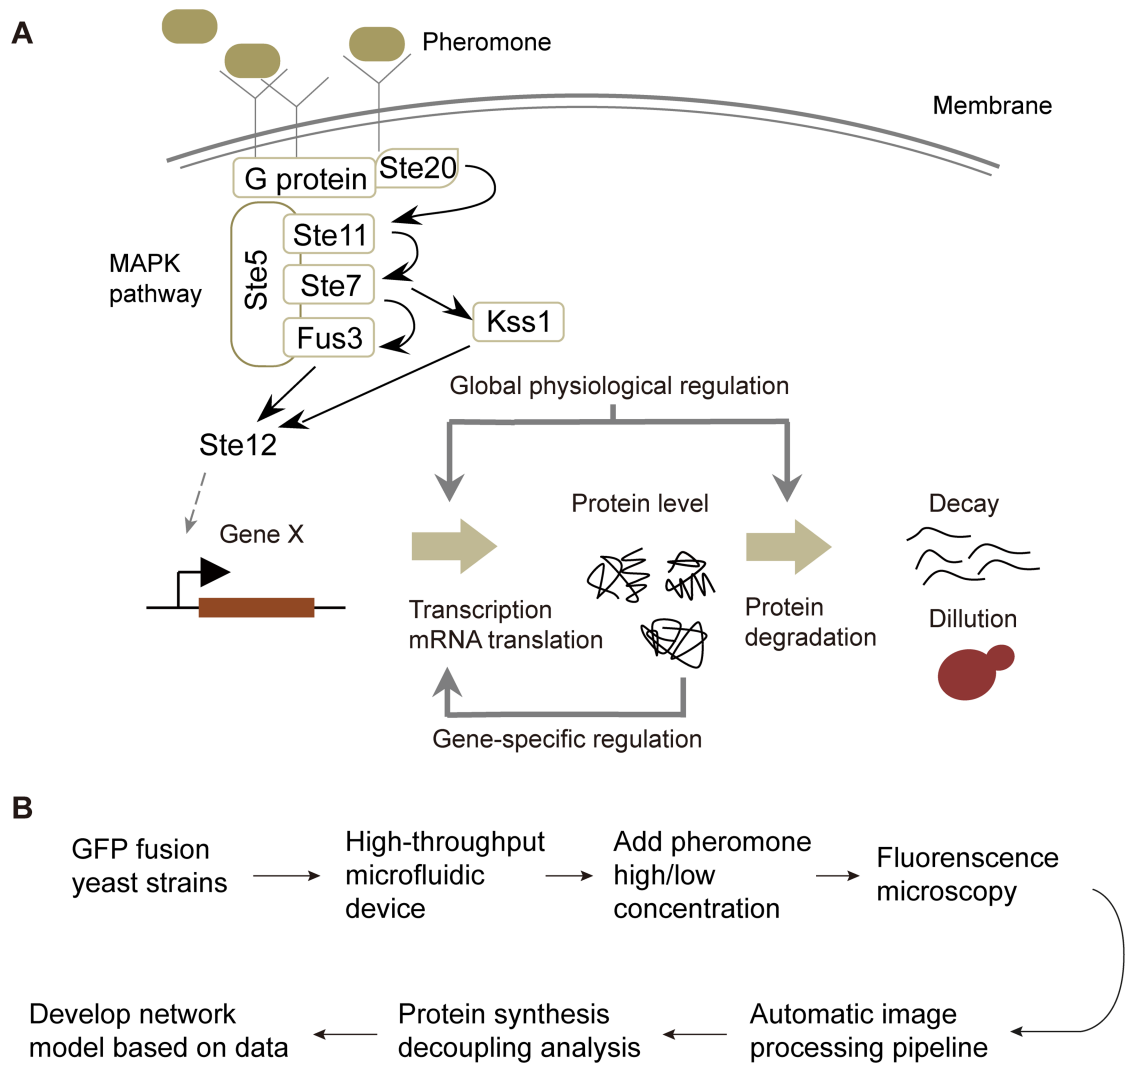 A
Pheromone
Membrane
G protein
Ste20
Ste11
MAPK
pathway
Ste5
Ste7
Kss1
Fus3
Global physiological regulation
Ste12
Protein level
Decay
Gene X
Transcription
mRNA translation
Protein
degradation
Dillution
Gene-specific regulation
B
GFP fusion
yeast strains
High-throughput
microfluidic
device
Add pheromone
high/low
concentration
Fluorenscence
microscopy
Automatic image
processing pipeline
Protein synthesis
decoupling analysis
Develop network
model based on data